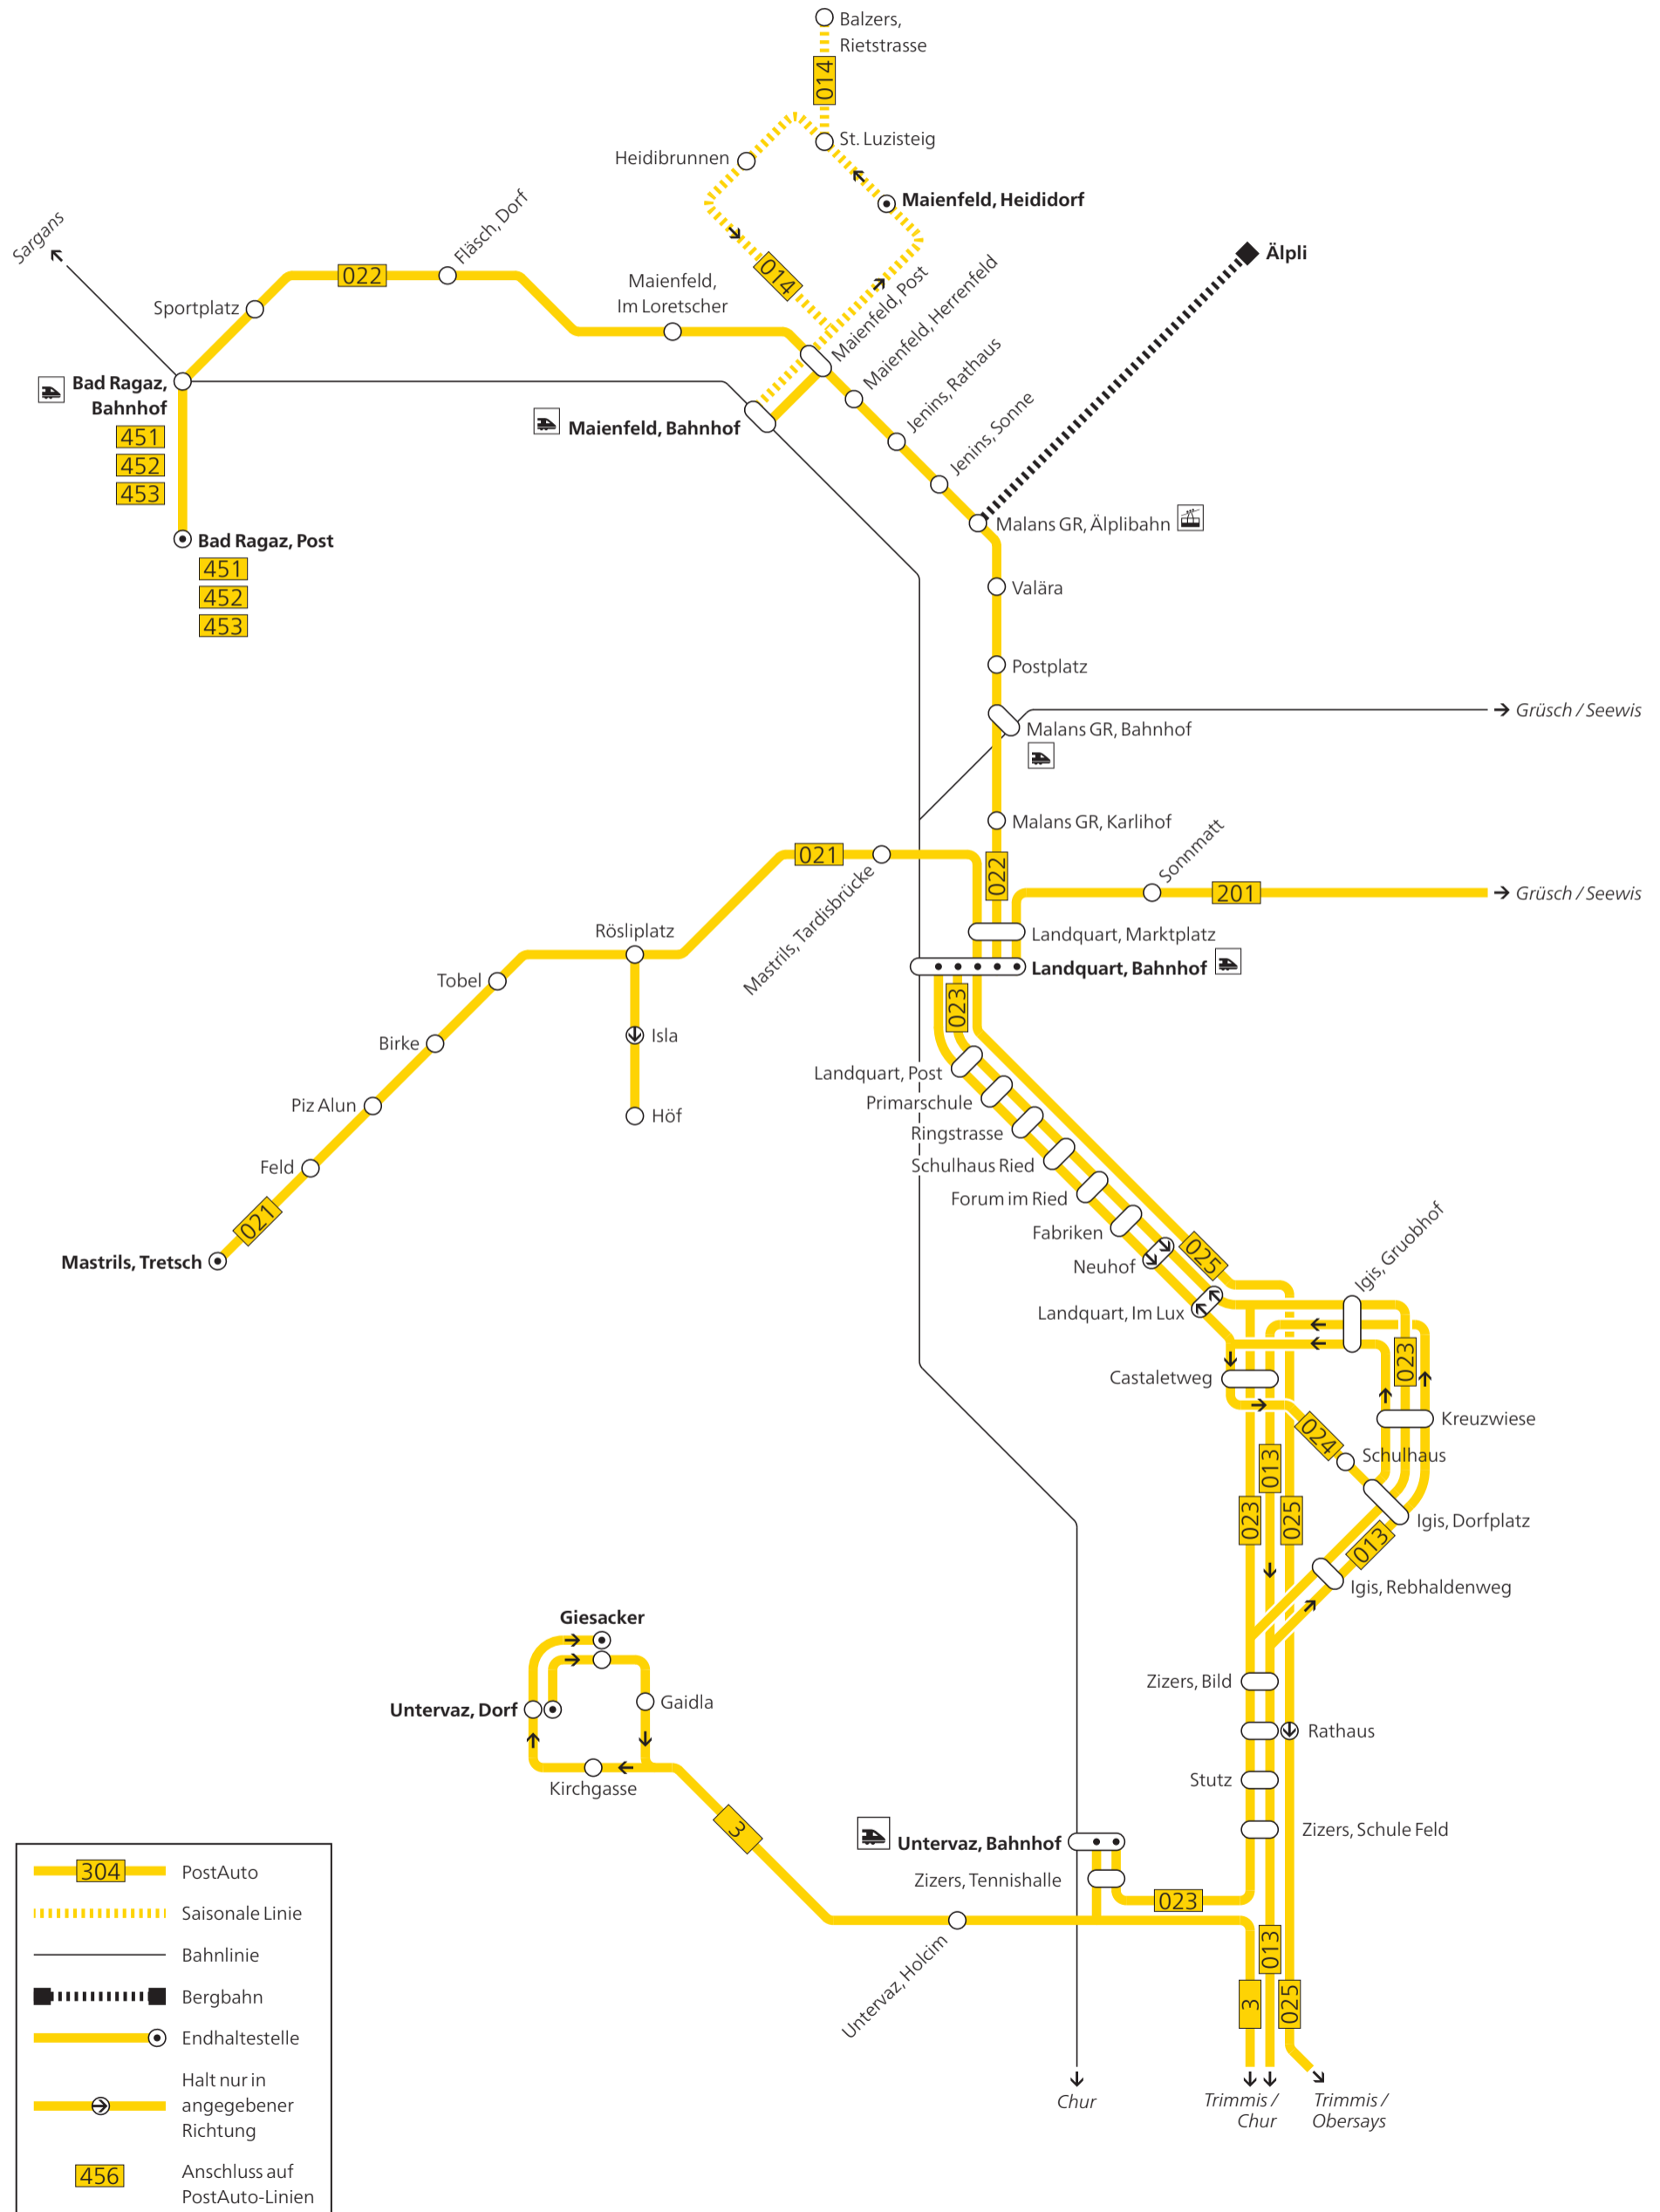 Balzers,
Rietstrasse
014
St. Luzisteig
Heidibrunnen
Maienfeld, Heididorf
014
Sargans
Sportplatz
022
Fläsch, Dorf
Maienfeld,
Im Loretscher
Maienfeld, Post
Maienfeld, Herrenfeld
Jenins, Rathaus
Jenins, Sonne
Älpli
Bad Ragaz,
Bahnhof
451
452
453
Maienfeld, Bahnhof
Bad Ragaz, Post
451
452
453
Malans GR, Älplibahn
Valära
Postplatz
Grüsch / Seewis
Malans GR, Bahnhof
Malans GR, Karlihof
021
Mastrils, Tardisbrücke
022
Sonnmatt
201
Grüsch / Seewis
Landquart, Marktplatz
Landquart, Bahnhof
Rösliplatz
Tobel
Isla
Birke
Höf
Piz Alun
Feld
021
Mastrils, Tretsch
023
Landquart, Post
Primarschule
Ringstrasse
Schulhaus Ried
Forum im Ried
Fabriken
Neuhof
Landquart, Im Lux
025
Igis, Gruobhof
023
Castaletweg
Kreuzwiese
024
Schulhaus
013
023
025
Igis, Dorfplatz
013
Igis, Rebhaldenweg
Giesacker
Untervaz, Dorf
Gaidla
Kirchgasse
3
Zizers, Bild
Rathaus
Stutz
Zizers, Schule Feld
Untervaz, Bahnhof
Zizers, Tennishalle
023
Untervaz, Holcim
013
3
025
Chur
Trimmis /
Chur
Trimmis /
Obersays
304
PostAuto
Saisonale Linie
Bahnlinie
Bergbahn
Endhaltestelle
Halt nur in
angegebener
Richtung
456
Anschluss auf
PostAuto-Linien